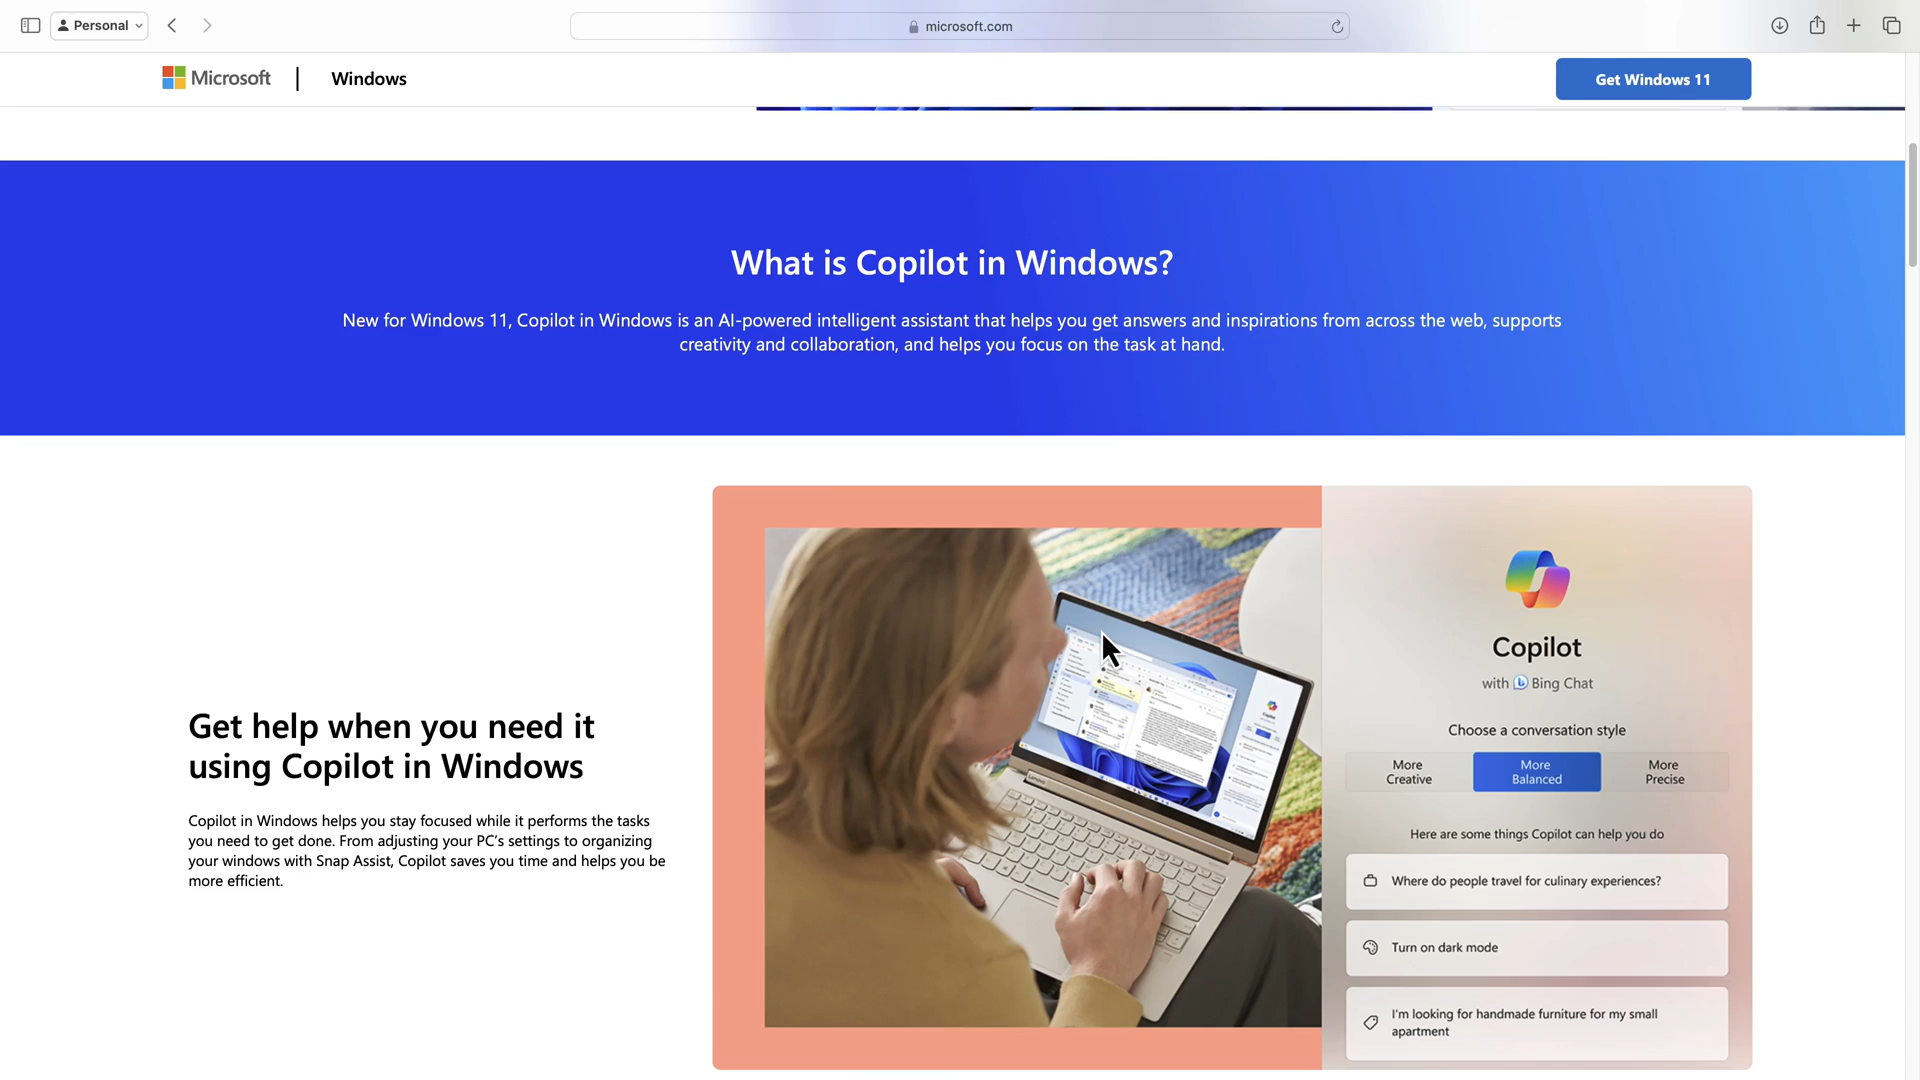 Personal
microsoft.com
Microsoft
Windows
Get Windows 11
What is Copilot in Windows?
New for Windows 11, Copilot in Windows is an AI-powered intelligent assistant that helps you get answers and inspirations from across the web, supports
creativity and collaboration, and helps you focus on the task at hand.
Get help when you need it
using Copilot in Windows
Copilot in Windows helps you stay focused while it performs the tasks
you need to get done. From adjusting your PC's settings to organizing
your windows with Snap Assist, Copilot saves you time and helps you be
more efficient.
Lenovo
Copilot
with Bing Chat
Choose a conversation style
More
Creative
More
Balanced
More
Precise
Here are some things Copilot can help you do
Where do people travel for culinary experiences?
Turn on dark mode
I'm looking for handmade furniture for my small
apartment